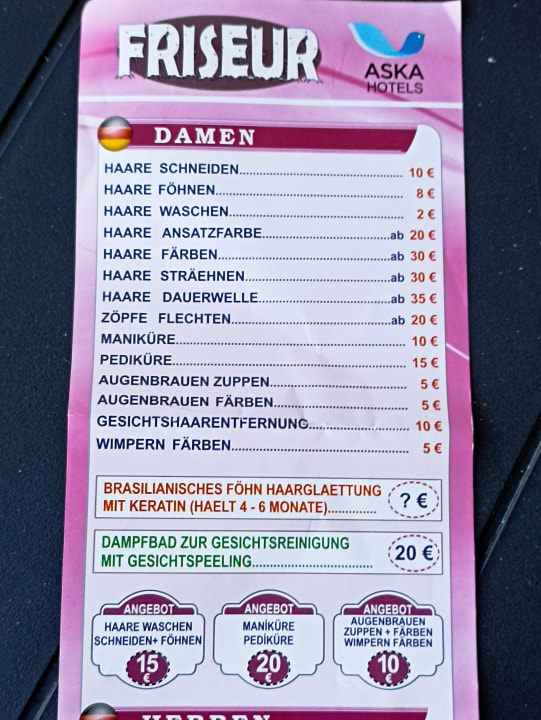 FRISEUR
ASKA
HOTELS
DAMEN
HAARE SCHNEIDEN.......................................... 10 €
HAARE FÖHNEN............................................... 8 €
HAARE WASCHEN............................................ 2 €
HAARE ANSATZFARBE................................ab 20 €
HAARE FÄRBEN...........................................ab 30 €
HAARE STRÄEHNEN....................................ab 30 €
HAARE DAUERWELLE.................................ab 35 €
ZÖPFE FLECHTEN........................................ab 20 €
MANIKÜRE......................................................... 10 €
PEDIKÜRE.......................................................... 15 €
AUGENBRAUEN ZUPPEN................................... 5 €
AUGENBRAUEN FÄRBEN.................................. 5 €
GESICHTSHAARENTFERNUNG......................... 10 €
WIMPERN FÄRBEN............................................ 5 €
BRASILIANISCHES FÖHN HAARGLAETTUNG
MIT KERATIN (HAELT 4 - 6 MONATE)............. ? €
DAMPFBAD ZUR GESICHTSREINIGUNG
MIT GESICHTSPEELING.............................. 20 €
ANGEBOT
HAARE WASCHEN
SCHNEIDEN+ FÖHNEN
15
€
ANGEBOT
MANIKÜRE
PEDIKÜRE
20
€
ANGEBOT
AUGENBRAUEN
ZUPPEN + FÄRBEN
WIMPERN FÄRBEN
10
€
HERREN